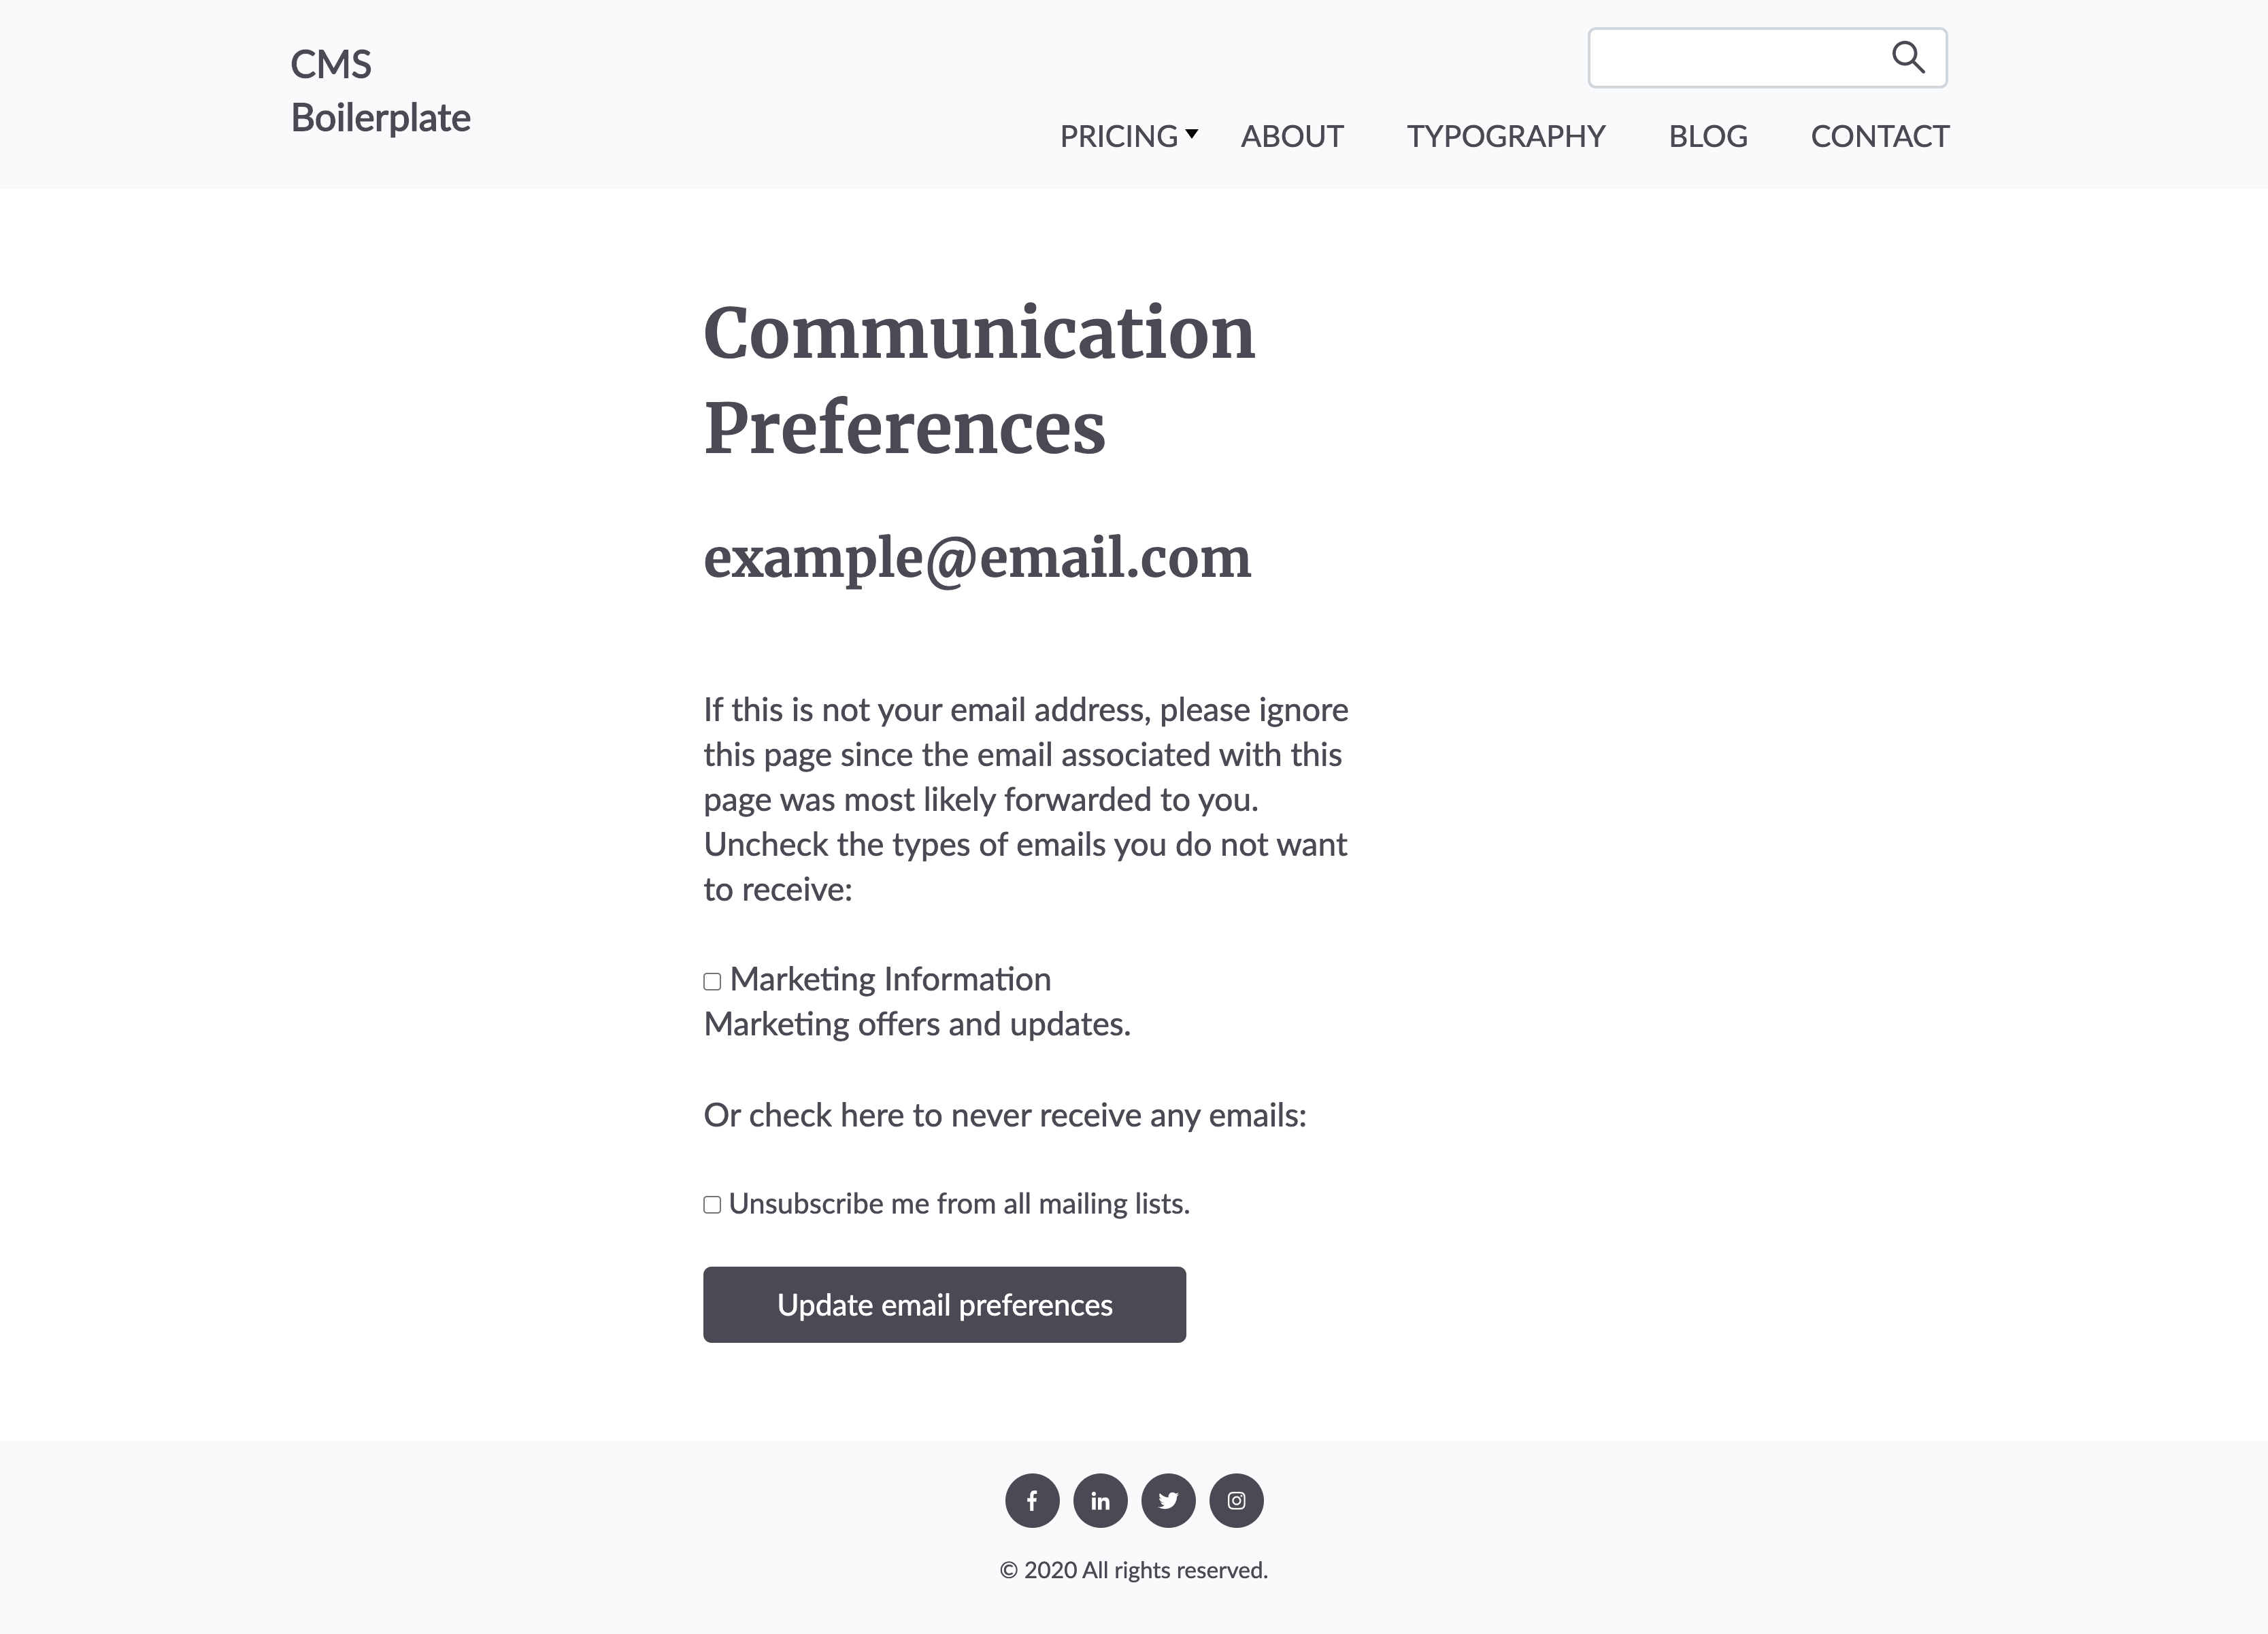 CMS
Boilerplate
PRICING ABOUT TYPOGRAPHY BLOG CONTACT
Communication
Preferences
example@email.com
If this is not your email address, please ignore
this page since the email associated with this
page was most likely forwarded to you.
Uncheck the types of emails you do not want
to receive:
Marketing Information
Marketing offers and updates.
Or check here to never receive any emails:
Unsubscribe me from all mailing lists.
Update email preferences
© 2020 All rights reserved.